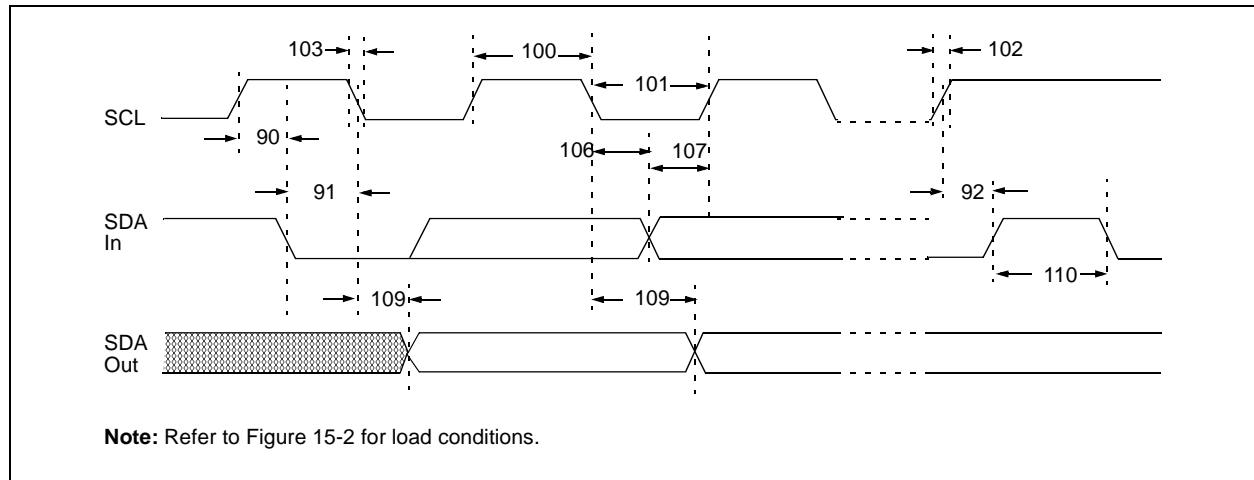 103 100 102
101
SCL
90 106 107
91 92
SDA
In
109 109 110
SDA
Out
Note: Refer to Figure 15-2 for load conditions.